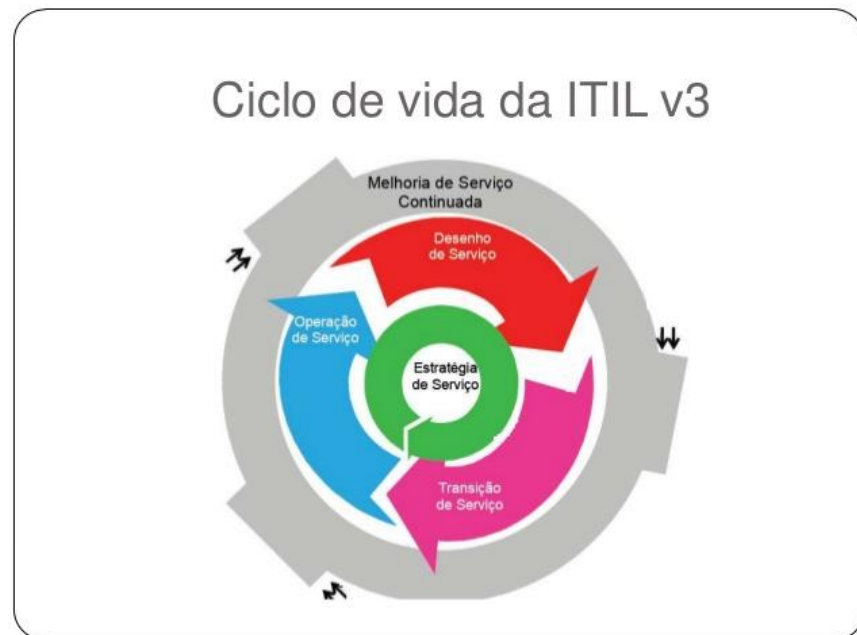 Ciclo de vida da ITIL v3
Melhoria de Serviço
Continuada
Desenho
de Serviço
Operação
de Serviço
Estratégia
de Serviço
Transição
de Serviço